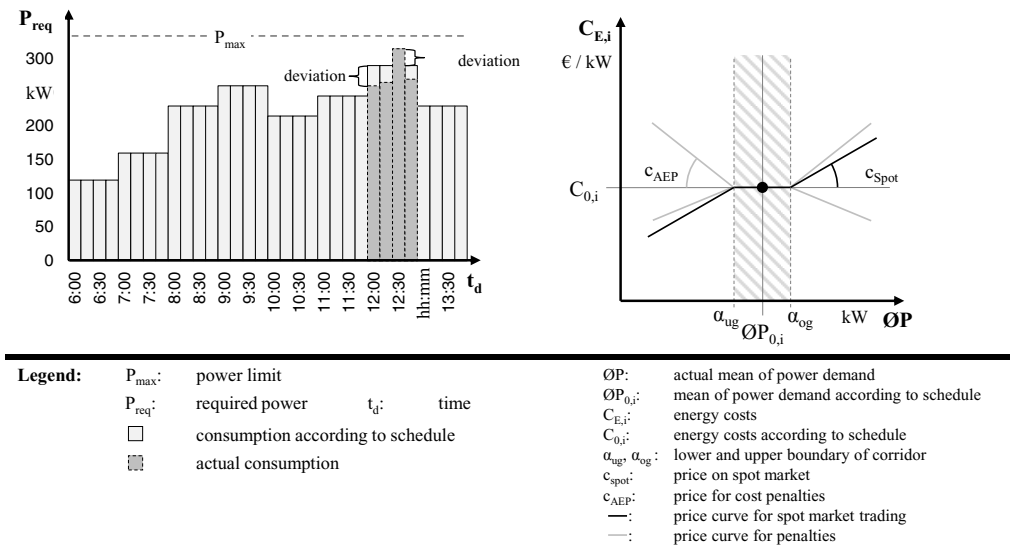 P_req
P_max
300
kW
200
150
100
50
0
deviation
deviation
6:00
6:30
7:00
7:30
8:00
8:30
9:00
9:30
10:00
10:30
11:00
11:30
12:00
12:30
hh:mm
13:30
t_d
C_E,i
€ / kW
c_AEP
c_Spot
C_0,i
α_ug
ØP_0,i
α_og
kW
ØP
Legend:
P_max: power limit
P_req: required power t_d: time
consumption according to schedule
actual consumption
ØP: actual mean of power demand
ØP_0,i: mean of power demand according to schedule
C_E,i: energy costs
C_0,i: energy costs according to schedule
α_ug, α_og : lower and upper boundary of corridor
c_spot: price on spot market
c_AEP: price for cost penalties
—: price curve for spot market trading
—: price curve for penalties